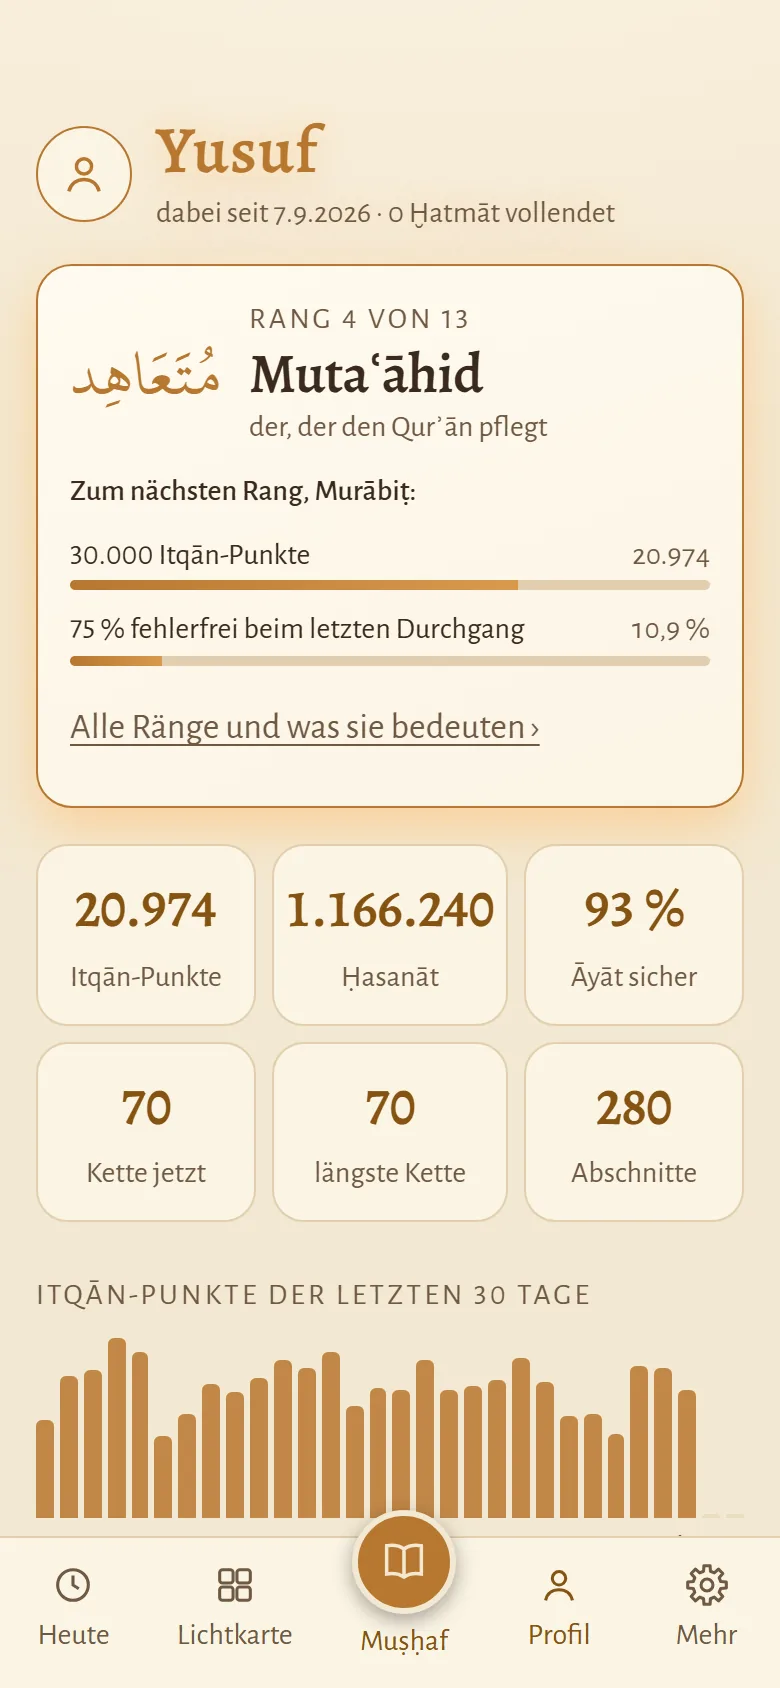 Yusuf
dabei seit 7.9.2026 · 0 H̱atmāt vollendet
RANG 4 VON 13
مُتَعَاهِد
Mutaʿāhid
der, der den Qurʾān pflegt
Zum nächsten Rang, Murābiṭ:
30.000 Itqān-Punkte 20.974
75 % fehlerfrei beim letzten Durchgang 10,9 %
Alle Ränge und was sie bedeuten ›
20.974 1.166.240 93 %
Itqān-Punkte Ḥasanāt Āyāt sicher
70 70 280
Kette jetzt längste Kette Abschnitte
ITQĀN-PUNKTE DER LETZTEN 30 TAGE
Heute Lichtkarte Muṣḥaf Profil Mehr